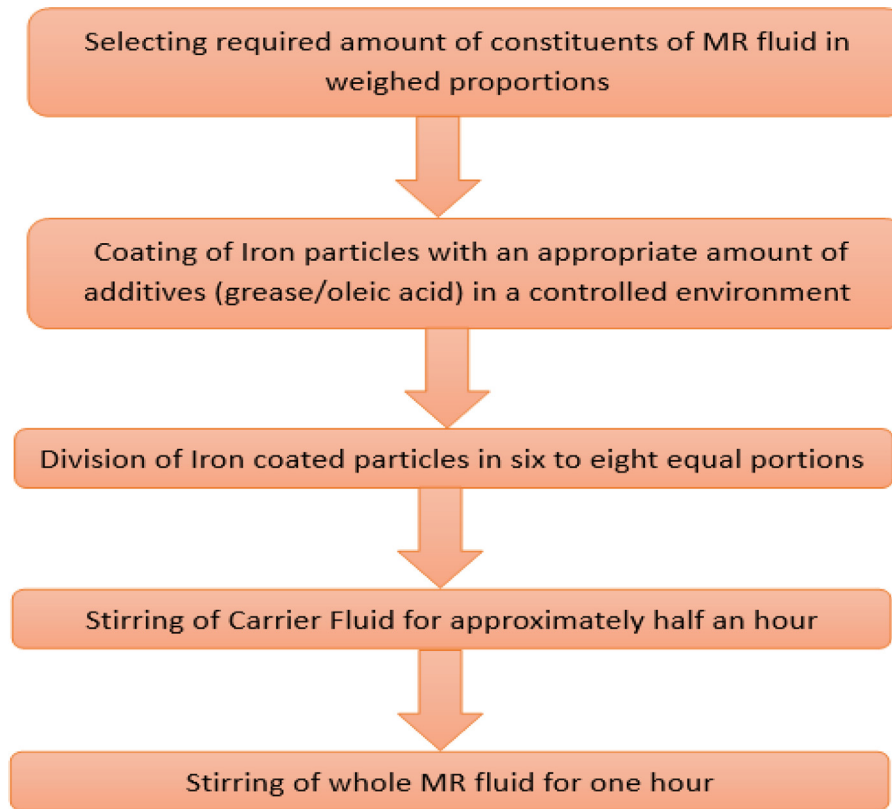 Selecting required amount of constituents of MR fluid in
weighed proportions
Coating of Iron particles with an appropriate amount of
additives (grease/oleic acid) in a controlled environment
Division of Iron coated particles in six to eight equal portions
Stirring of Carrier Fluid for approximately half an hour
Stirring of whole MR fluid for one hour